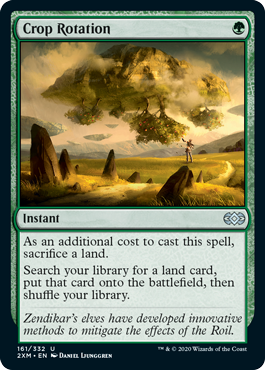 Crop Rotation
Instant
As an additional cost to cast this spell,
sacrifice a land.
Search your library for a land card,
put that card onto the battlefield, then
shuffle your library.
Zendikar's elves have developed innovative
methods to mitigate the effects of the Roil.
161/332 U
2XM • EN Daniel Ljunggren
™ & © 2020 Wizards of the Coast